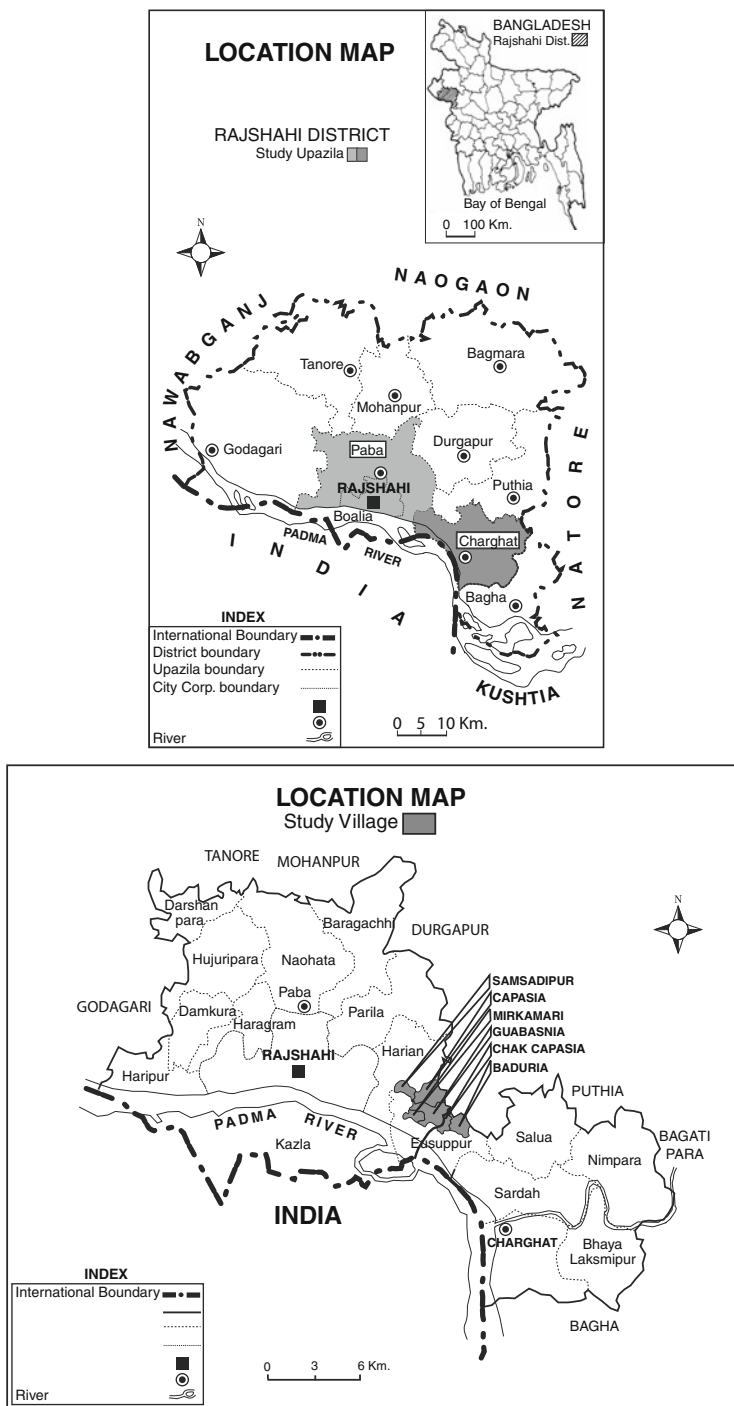 LOCATION MAP
BANGLADESH
Rajshahi Dist.
Bay of Bengal
0 100 Km.
RAJSHAHI DISTRICT
Study Upazila
N
NAOGAON
NAWABGANJ
NATORE
Tanore
Bagmara
Mohanpur
Godagari
Paba
Durgapur
RAJSHAHI
Puthia
Boalia
PADMA RIVER
Charghat
INDIA
Bagha
KUSHTIA
INDEX
International Boundary
District boundary
Upazila boundary
City Corp. boundary
River
0 5 10 Km.
LOCATION MAP
Study Village
TANORE
MOHANPUR
N
Darshan
para
Baragachhi
DURGAPUR
Hujuripara
Naohata
SAMSADIPUR
CAPASIA
MIRKAMARI
GUABASNIA
CHAK CAPASIA
BADURIA
GODAGARI
Paba
Damkura
Haragram
Parila
RAJSHAHI
Harian
Haripur
PUTHIA
PADMA RIVER
Kazla
Eusuppur
Salua
BAGATI
PARA
Nimpara
INDIA
Sardah
CHARGHAT
Bhaya
Laksmipur
BAGHA
INDEX
International Boundary
River
0 3 6 Km.